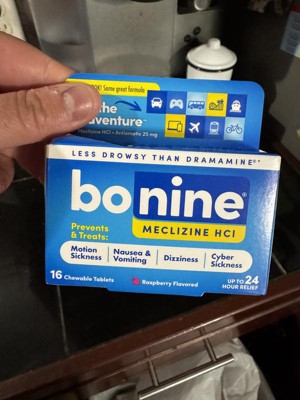 Same great formula
the
dventure™
Meclizine HCl • Antiemetic 25 mg
LESS DROWSY THAN DRAMAMINE®*
bonine®
MECLIZINE HCl
Prevents
& Treats:
Motion
Sickness
Nausea &
Vomiting
Dizziness
Cyber
Sickness
16 Chewable Tablets
Raspberry Flavored
UP TO 24
HOUR RELIEF